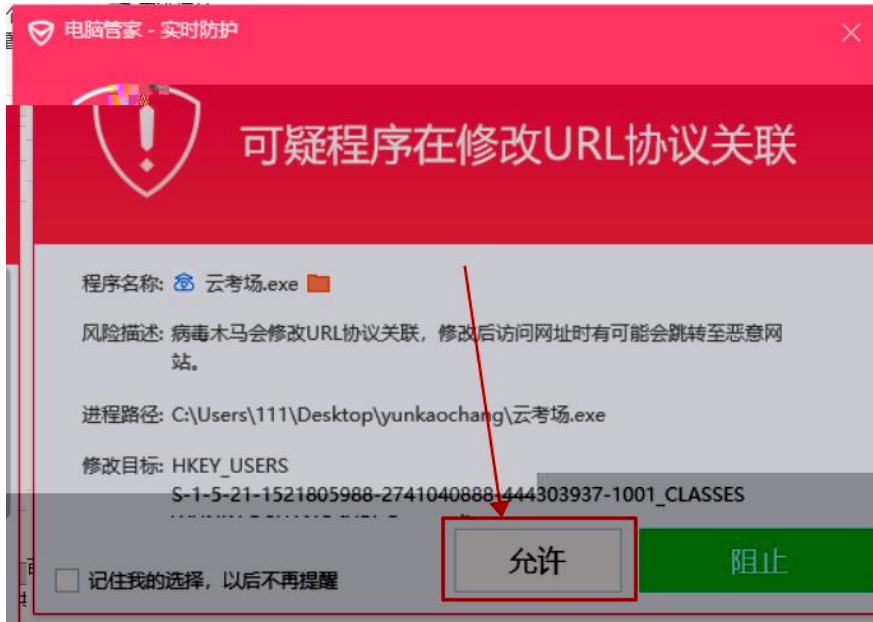 电脑管家 - 实时防护
可疑程序在修改URL协议关联
程序名称: 云考场.exe
风险描述: 病毒木马会修改URL协议关联，修改后访问网址时有可能会跳转至恶意网
站。
进程路径: C:\Users\111\Desktop\yunkaochang\云考场.exe
修改目标: HKEY_USERS
S-1-5-21-1521805988-2741040888-444303937-1001_CLASSES
记住我的选择，以后不再提醒
允许
阻止